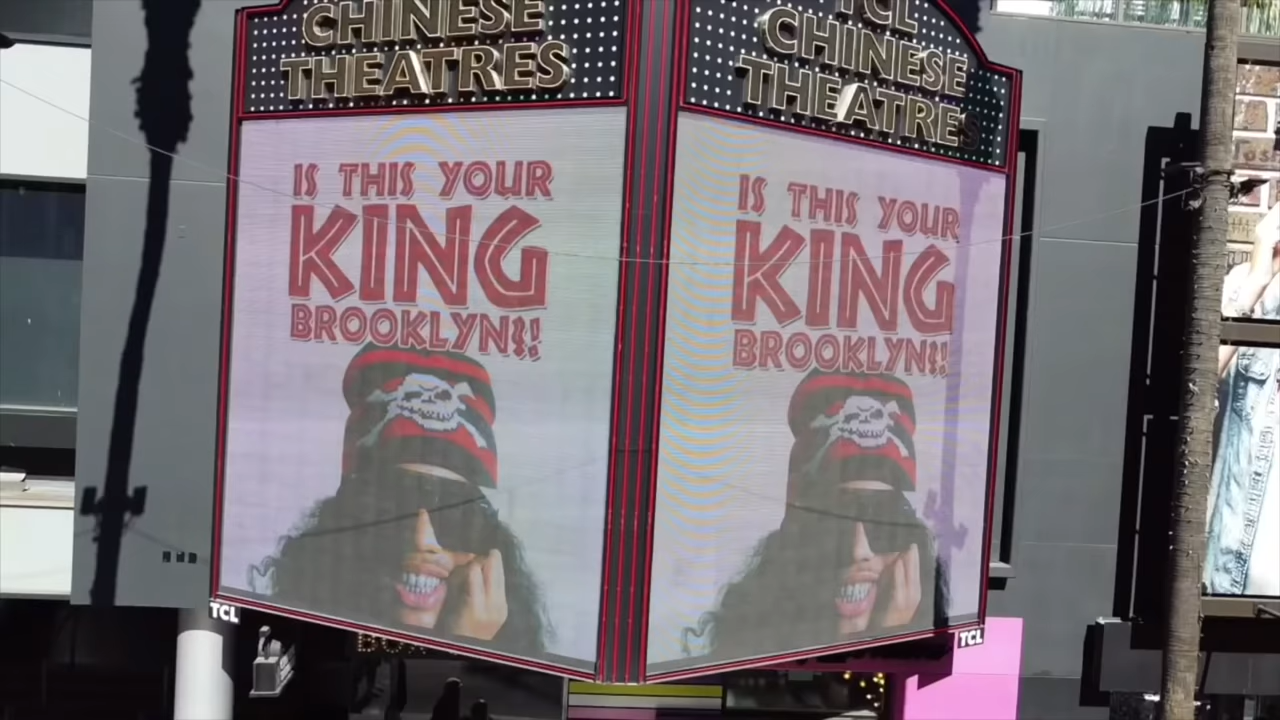 CHINESE
THEATRES
IS THIS YOUR
KING
BROOKLYN?!
TCL
TCL
CHINESE
THEATRES
IS THIS YOUR
KING
BROOKLYN?!
TCL